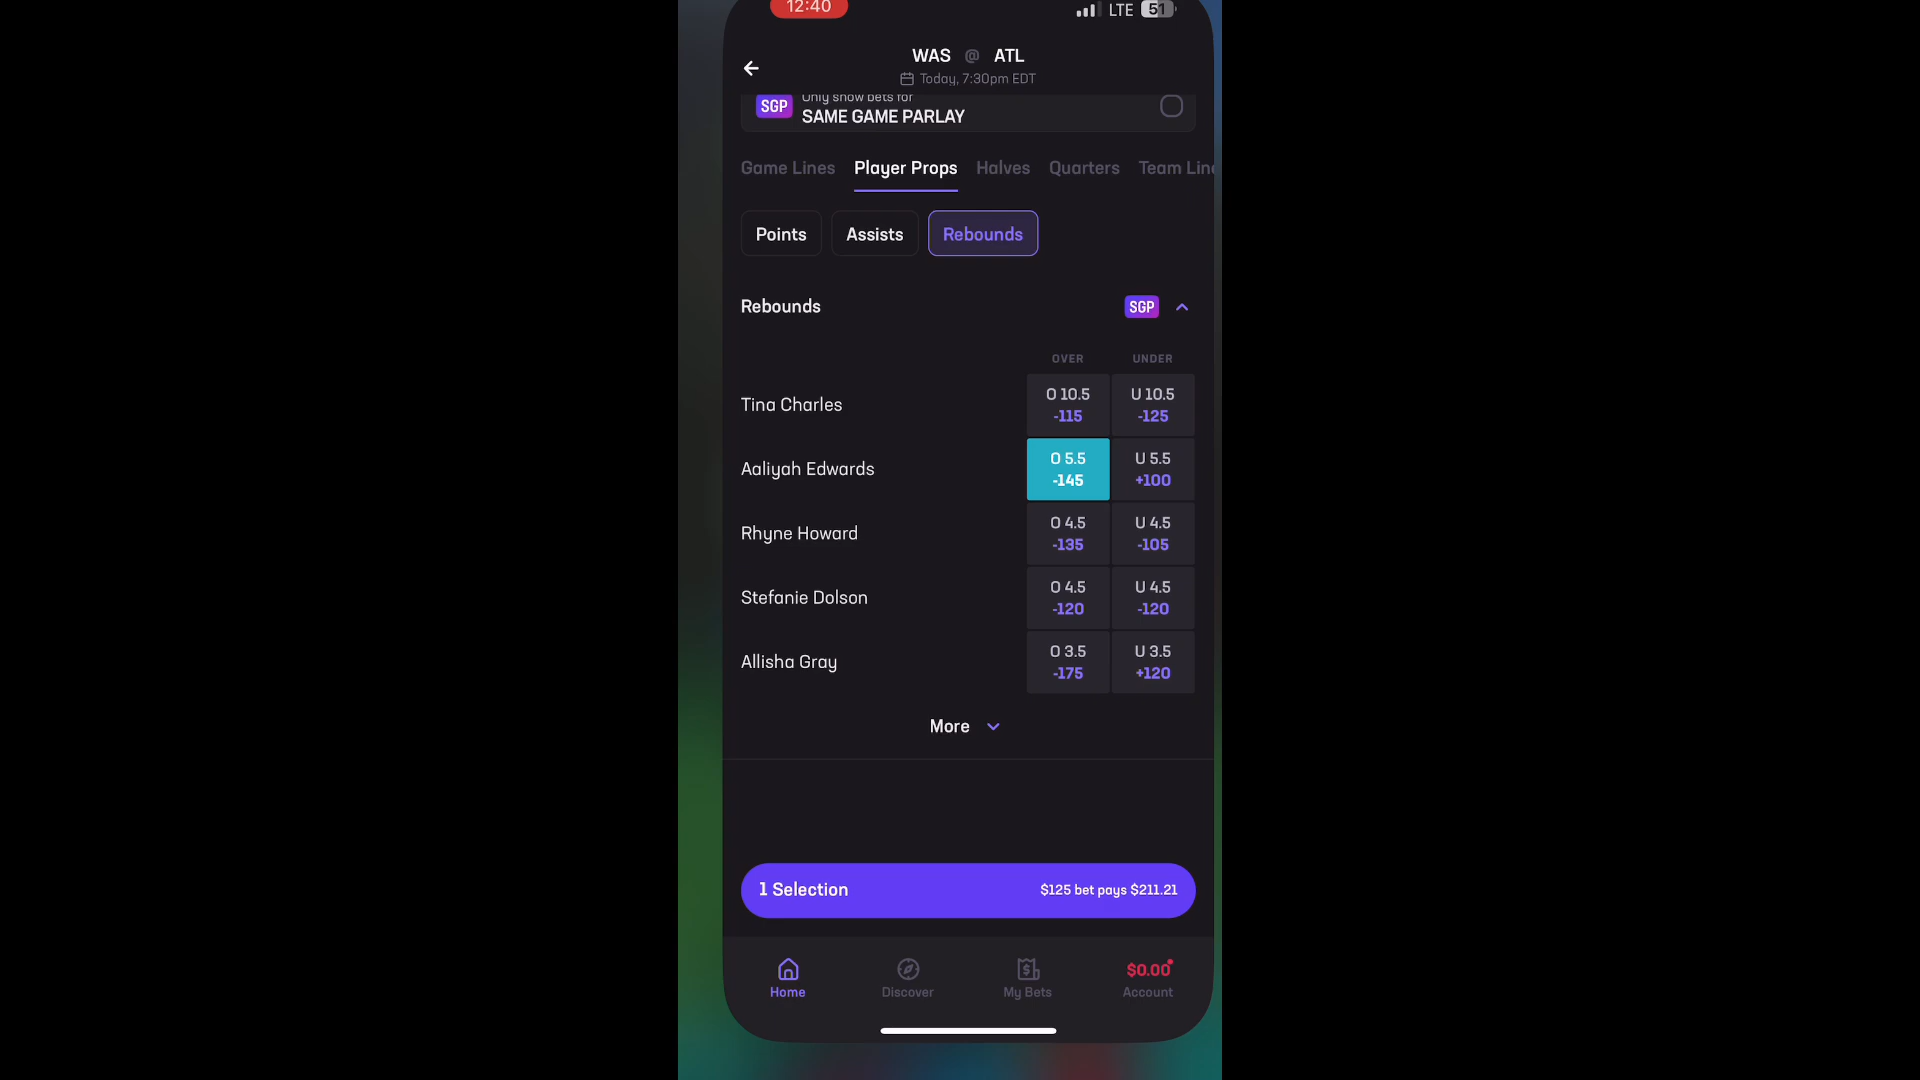 12:40 LTE 51
WAS @ ATL
Today, 7:30pm EDT
SGP Only show bets for
SAME GAME PARLAY
Game Lines Player Props Halves Quarters Team Line
Points Assists Rebounds
Rebounds SGP
OVER UNDER
Tina Charles O 10.5 -115 U 10.5 -125
Aaliyah Edwards O 5.5 -145 U 5.5 +100
Rhyne Howard O 4.5 -135 U 4.5 -105
Stefanie Dolson O 4.5 -120 U 4.5 -120
Allisha Gray O 3.5 -175 U 3.5 +120
More
1 Selection $125 bet pays $211.21
$0.00
Home Discover My Bets Account